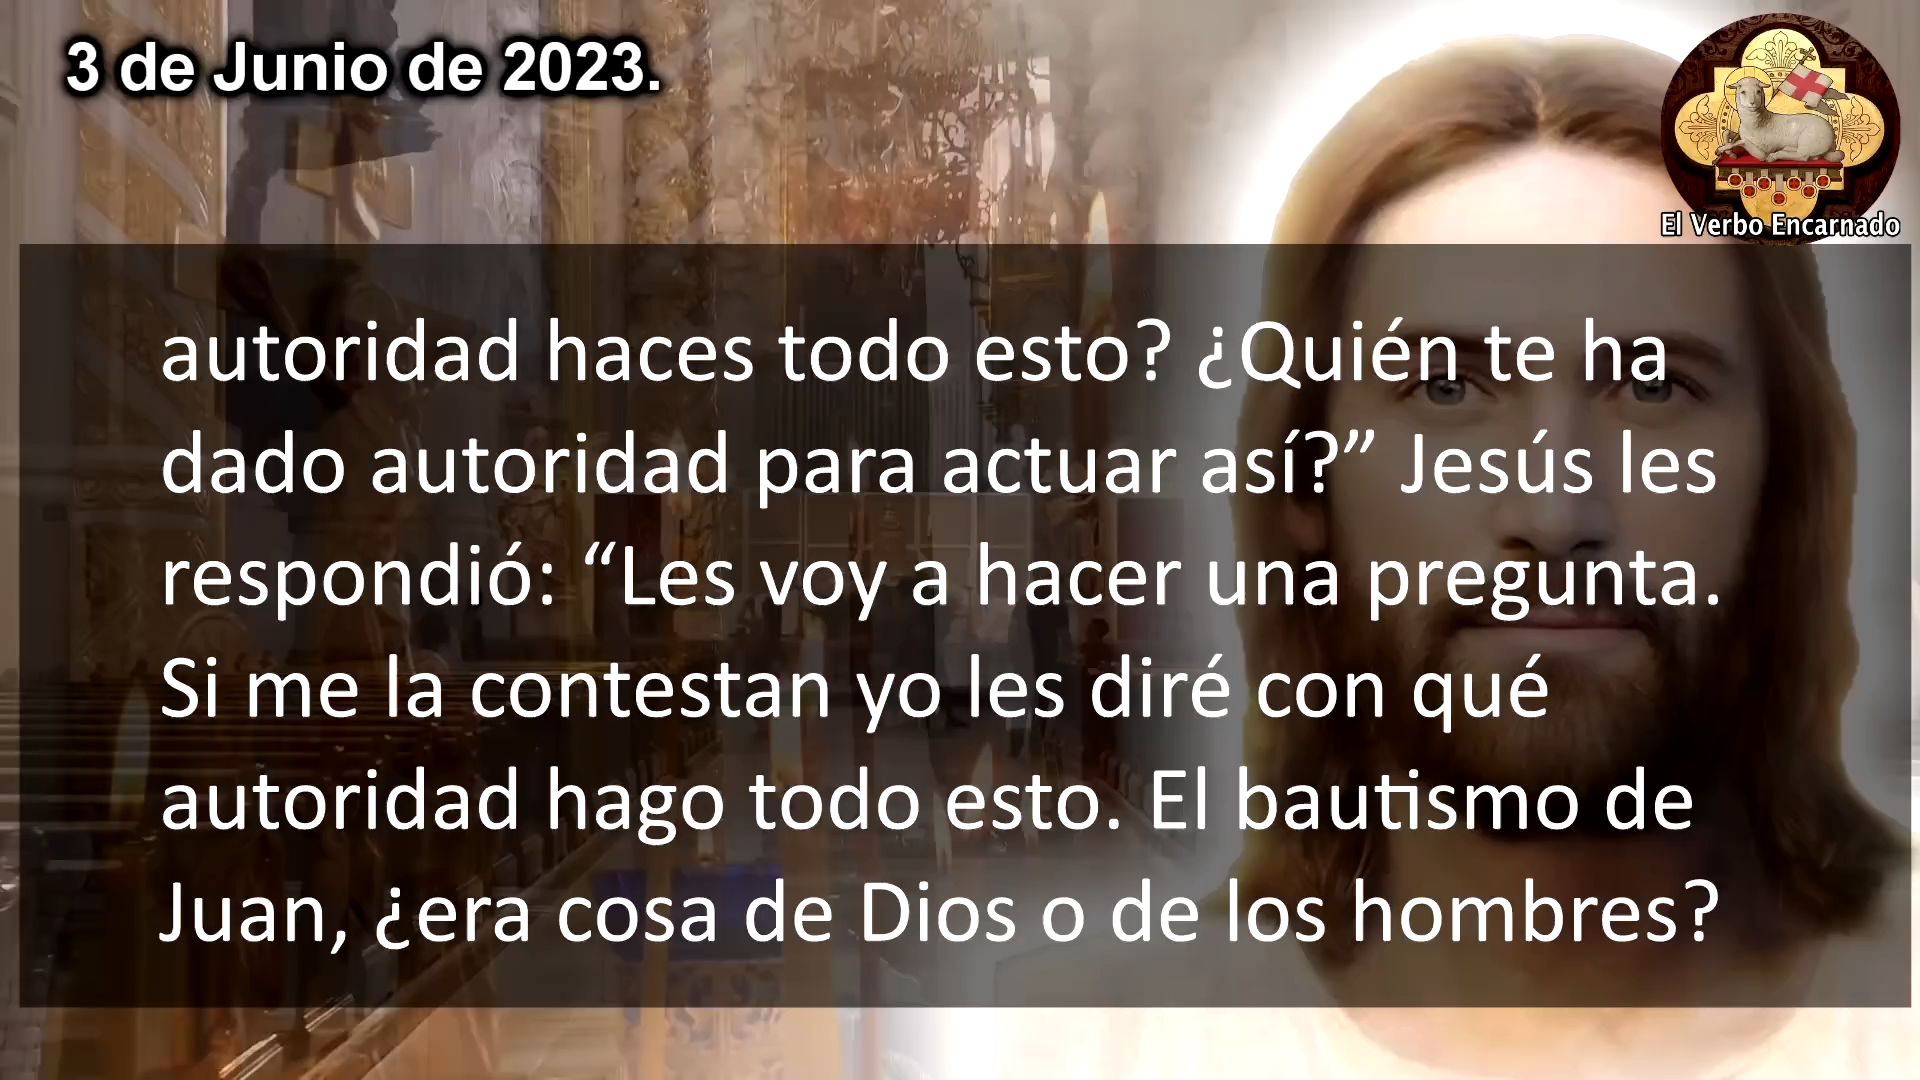 3 de Junio de 2023.
El Verbo Encarnado
autoridad haces todo esto? ¿Quién te ha
dado autoridad para actuar así?” Jesús les
respondió: “Les voy a hacer una pregunta.
Si me la contestan yo les diré con qué
autoridad hago todo esto. El bautismo de
Juan, ¿era cosa de Dios o de los hombres?